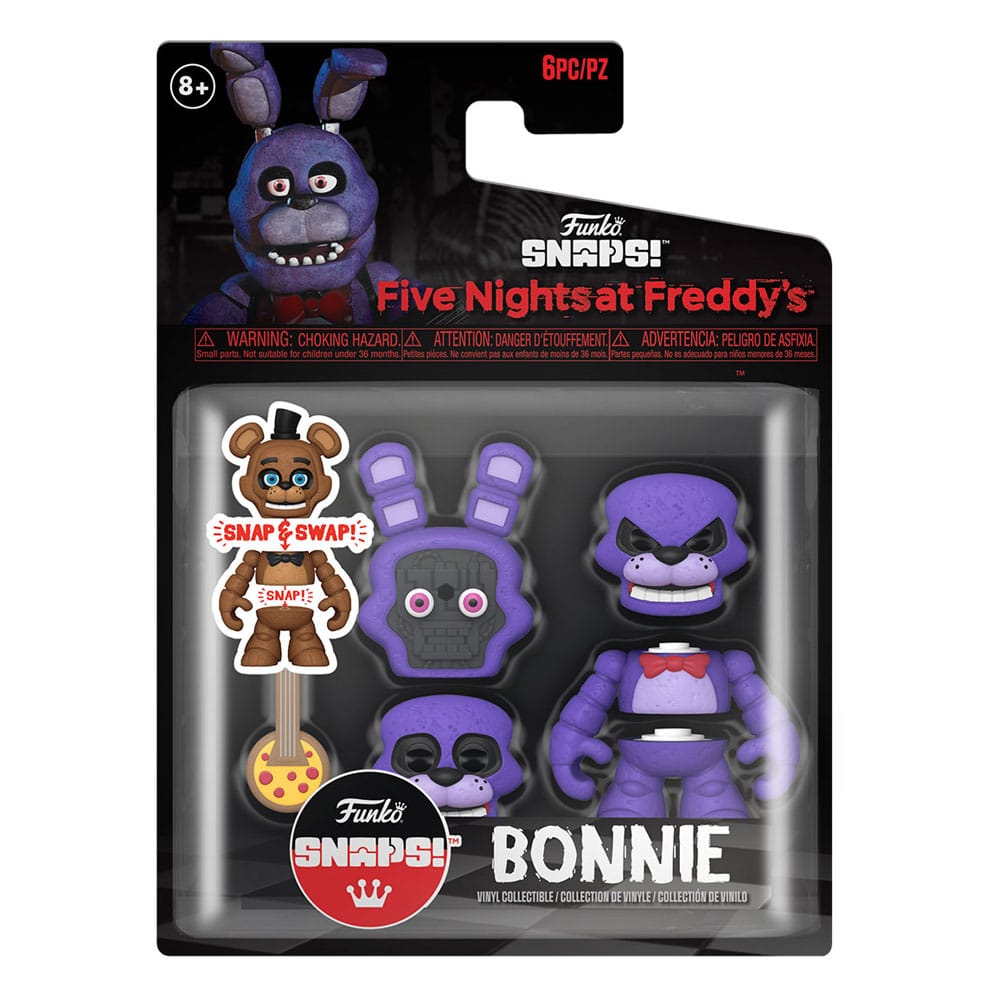 8+
6PC/PZ
Funko
SNAPS!™
Five Nights at Freddy's
⚠ WARNING: CHOKING HAZARD.
Small parts. Not suitable for children under 36 months.
⚠ ATTENTION: DANGER D'ÉTOUFFEMENT.
Petites pièces. Ne convient pas aux enfants de moins de 36 mois.
⚠ ADVERTENCIA: PELIGRO DE ASFIXIA.
Partes pequeñas. No es adecuado para niños menores de 36 meses.
™
SNAP & SWAP!
SNAP!
Funko
SNAPS!™
BONNIE
VINYL COLLECTIBLE / COLLECTION DE VINYLE / COLLECCIÓN DE VINILO